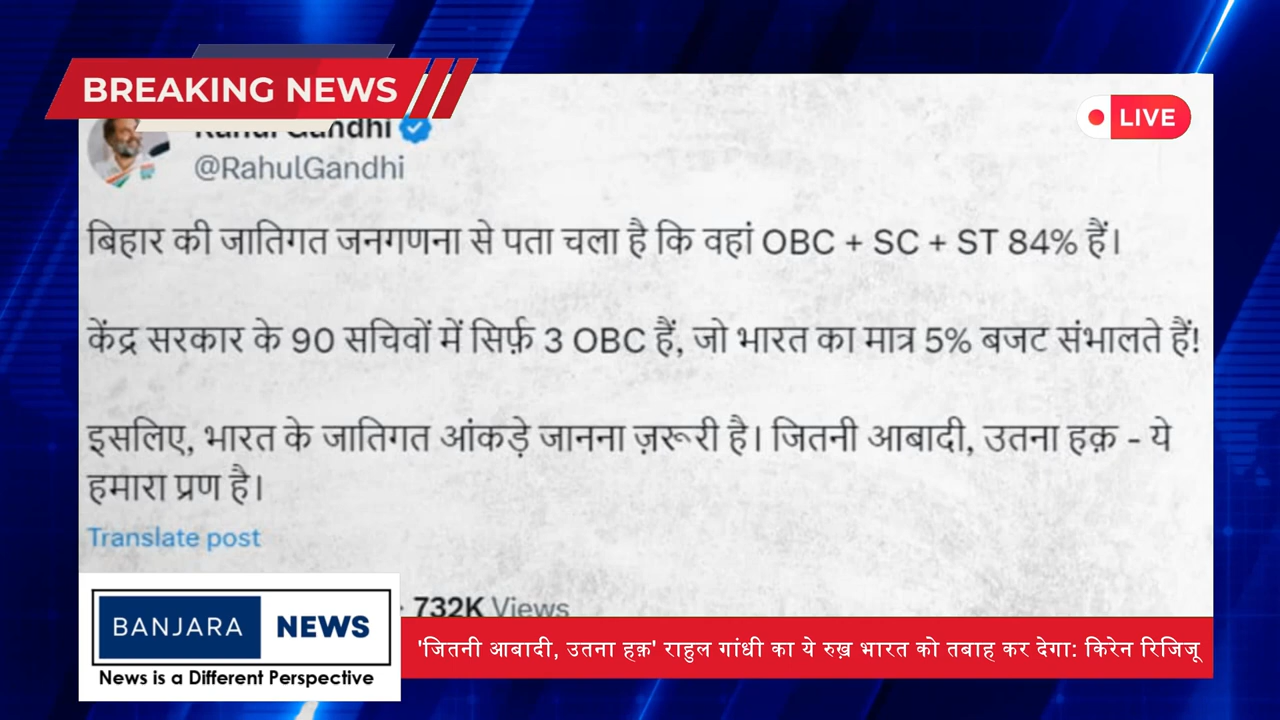 BREAKING NEWS
LIVE
Rahul Gandhi
@RahulGandhi
बिहार की जातिगत जनगणना से पता चला है कि वहां OBC + SC + ST 84% हैं।
केंद्र सरकार के 90 सचिवों में सिर्फ़ 3 OBC हैं, जो भारत का मात्र 5% बजट संभालते हैं!
इसलिए, भारत के जातिगत आंकड़े जानना ज़रूरी है। जितनी आबादी, उतना हक़ - ये
हमारा प्रण है।
Translate post
732K Views
BANJARA NEWS
News is a Different Perspective
'जितनी आबादी, उतना हक़' राहुल गांधी का ये रुख़ भारत को तबाह कर देगा: किरेन रिजिजू